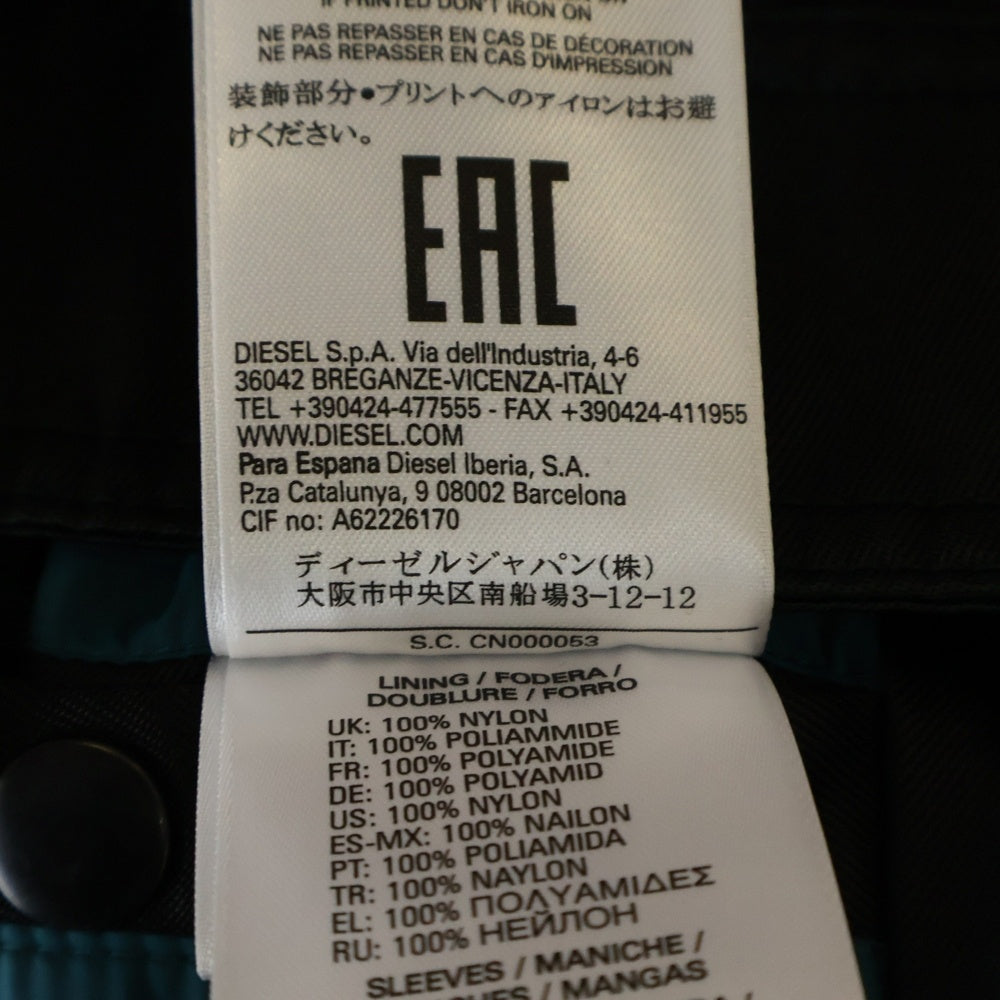 IF PRINTED DON'T IRON ON
NE PAS REPASSER EN CAS DE DÉCORATION
NE PAS REPASSER EN CAS D'IMPRESSION
装飾部分●プリントへのアイロンはお避
けください。
EAC
DIESEL S.p.A. Via dell'Industria, 4-6
36042 BREGANZE-VICENZA-ITALY
TEL +390424-477555 - FAX +390424-411955
WWW.DIESEL.COM
Para Espana Diesel Iberia, S.A.
P.za Catalunya, 9 08002 Barcelona
CIF no: A62226170
ディーゼルジャパン(株)
大阪市中央区南船場3-12-12
S.C. CN000053
LINING / FODERA /
DOUBLURE / FORRO
UK: 100% NYLON
IT: 100% POLIAMMIDE
FR: 100% POLYAMIDE
DE: 100% POLYAMID
US: 100% NYLON
ES-MX: 100% NAILON
PT: 100% POLIAMIDA
TR: 100% NAYLON
EL: 100% ΠΟΛΥΑΜΙΔΕΣ
RU: 100% НЕЙЛОН
SLEEVES / MANICHE /
/ MANGAS